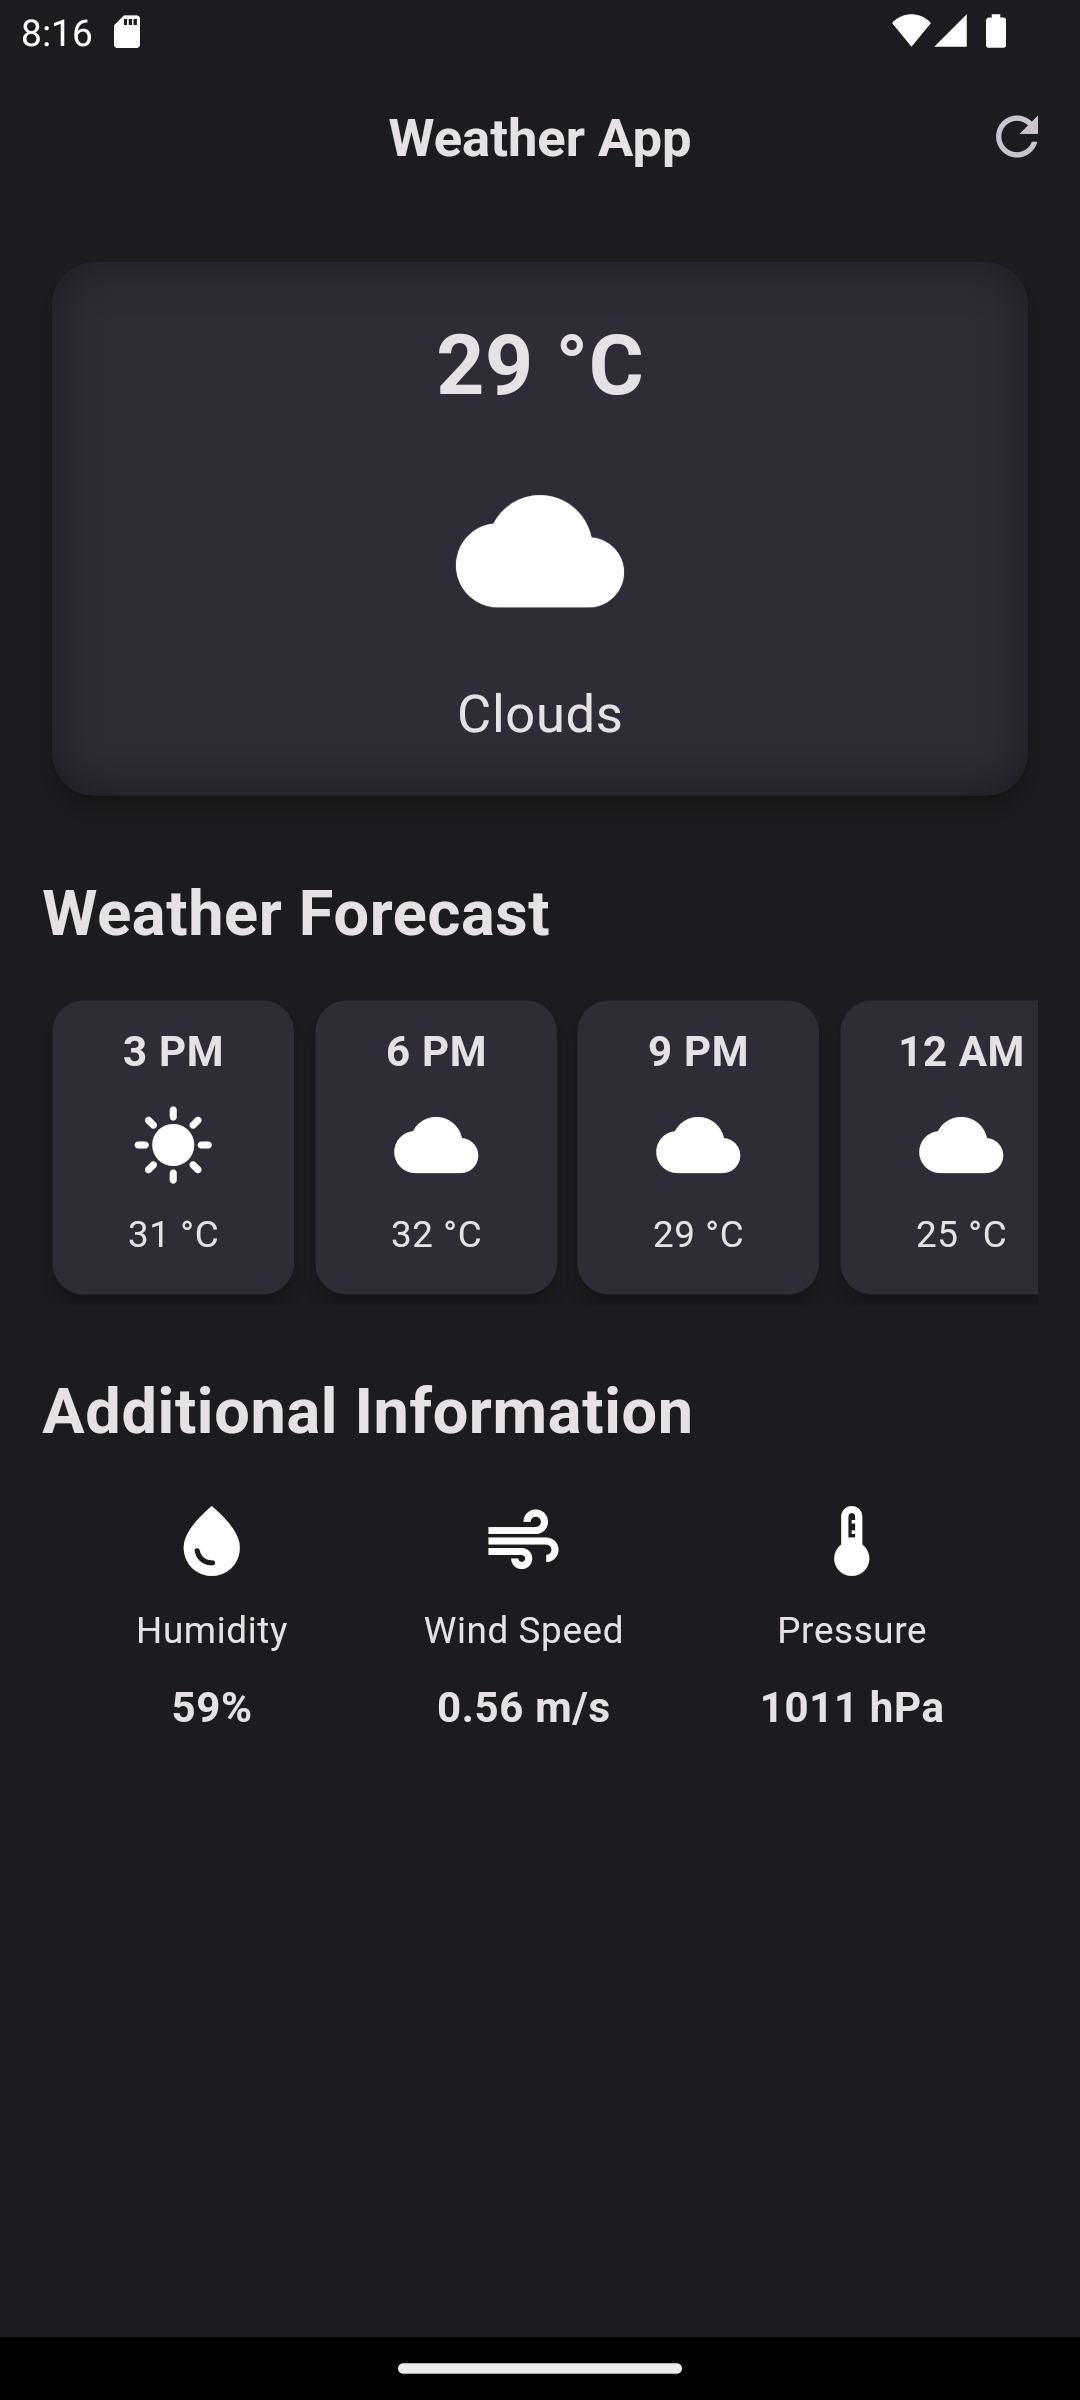 8:16
Weather App
29 °C
Clouds
Weather Forecast
3 PM 6 PM 9 PM 12 AM
31 °C 32 °C 29 °C 25 °C
Additional Information
Humidity Wind Speed Pressure
59% 0.56 m/s 1011 hPa